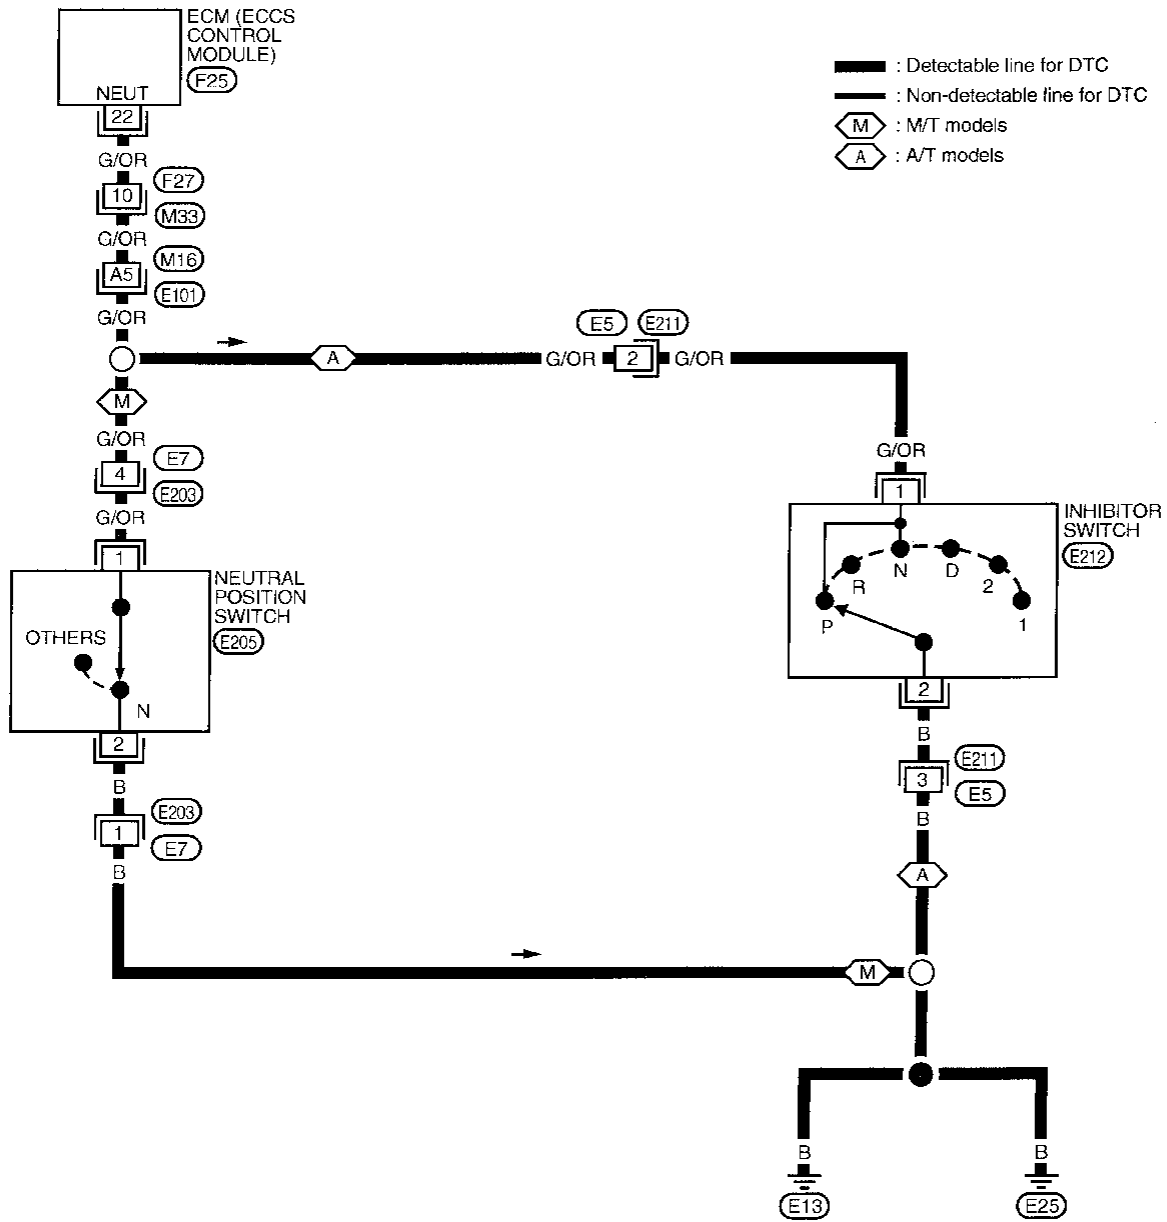 ECM (ECCS
CONTROL
MODULE)
F25
NEUT
22
: Detectable line for DTC
: Non-detectable line for DTC
M : M/T models
A : A/T models
G/OR
F27
10
M33
G/OR
M16
A5
E101
G/OR
E5 E211
A G/OR 2 G/OR
M
G/OR
E7
4
E203
G/OR
1
NEUTRAL
POSITION
SWITCH
E205
OTHERS
N
2
B
E203
1
E7
B
G/OR
1
INHIBITOR
SWITCH
E212
P R N D 2 1
2
B
E211
3
E5
B
A
M
B B
E13 E25